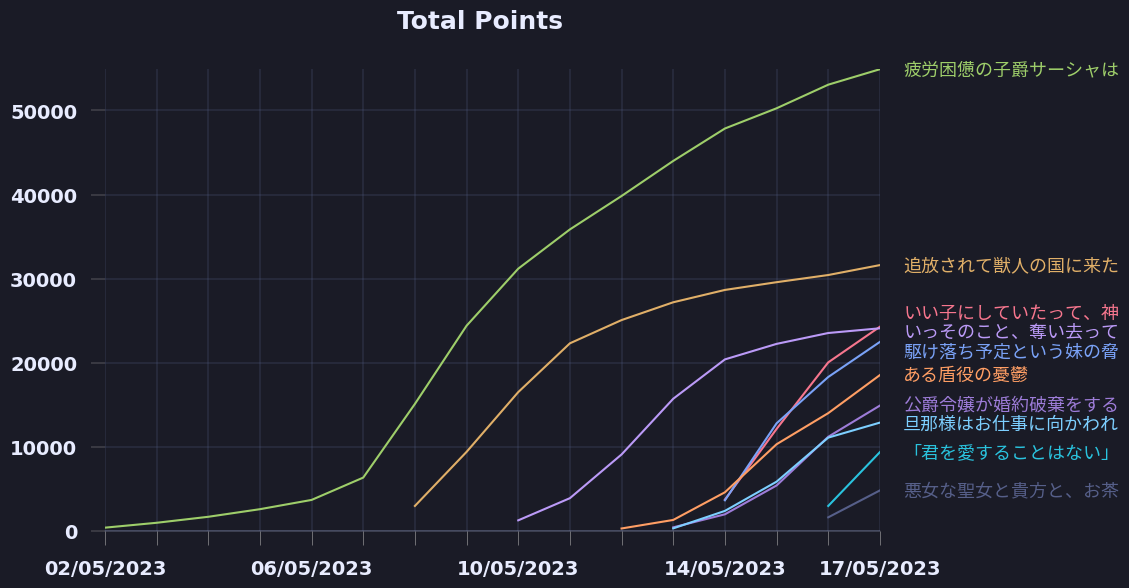 Total Points
疲労困憊の子爵サーシャは
50000
40000
30000
追放されて獣人の国に来た
いい子にしていたって、神
いっそのこと、奪い去って
20000
駆け落ち予定という妹の脅
ある盾役の憂鬱
公爵令嬢が婚約破棄をする
旦那様はお仕事に向かわれ
10000
「君を愛することはない」
悪女な聖女と貴方と、お茶
0
02/05/2023 06/05/2023 10/05/2023 14/05/2023 17/05/2023